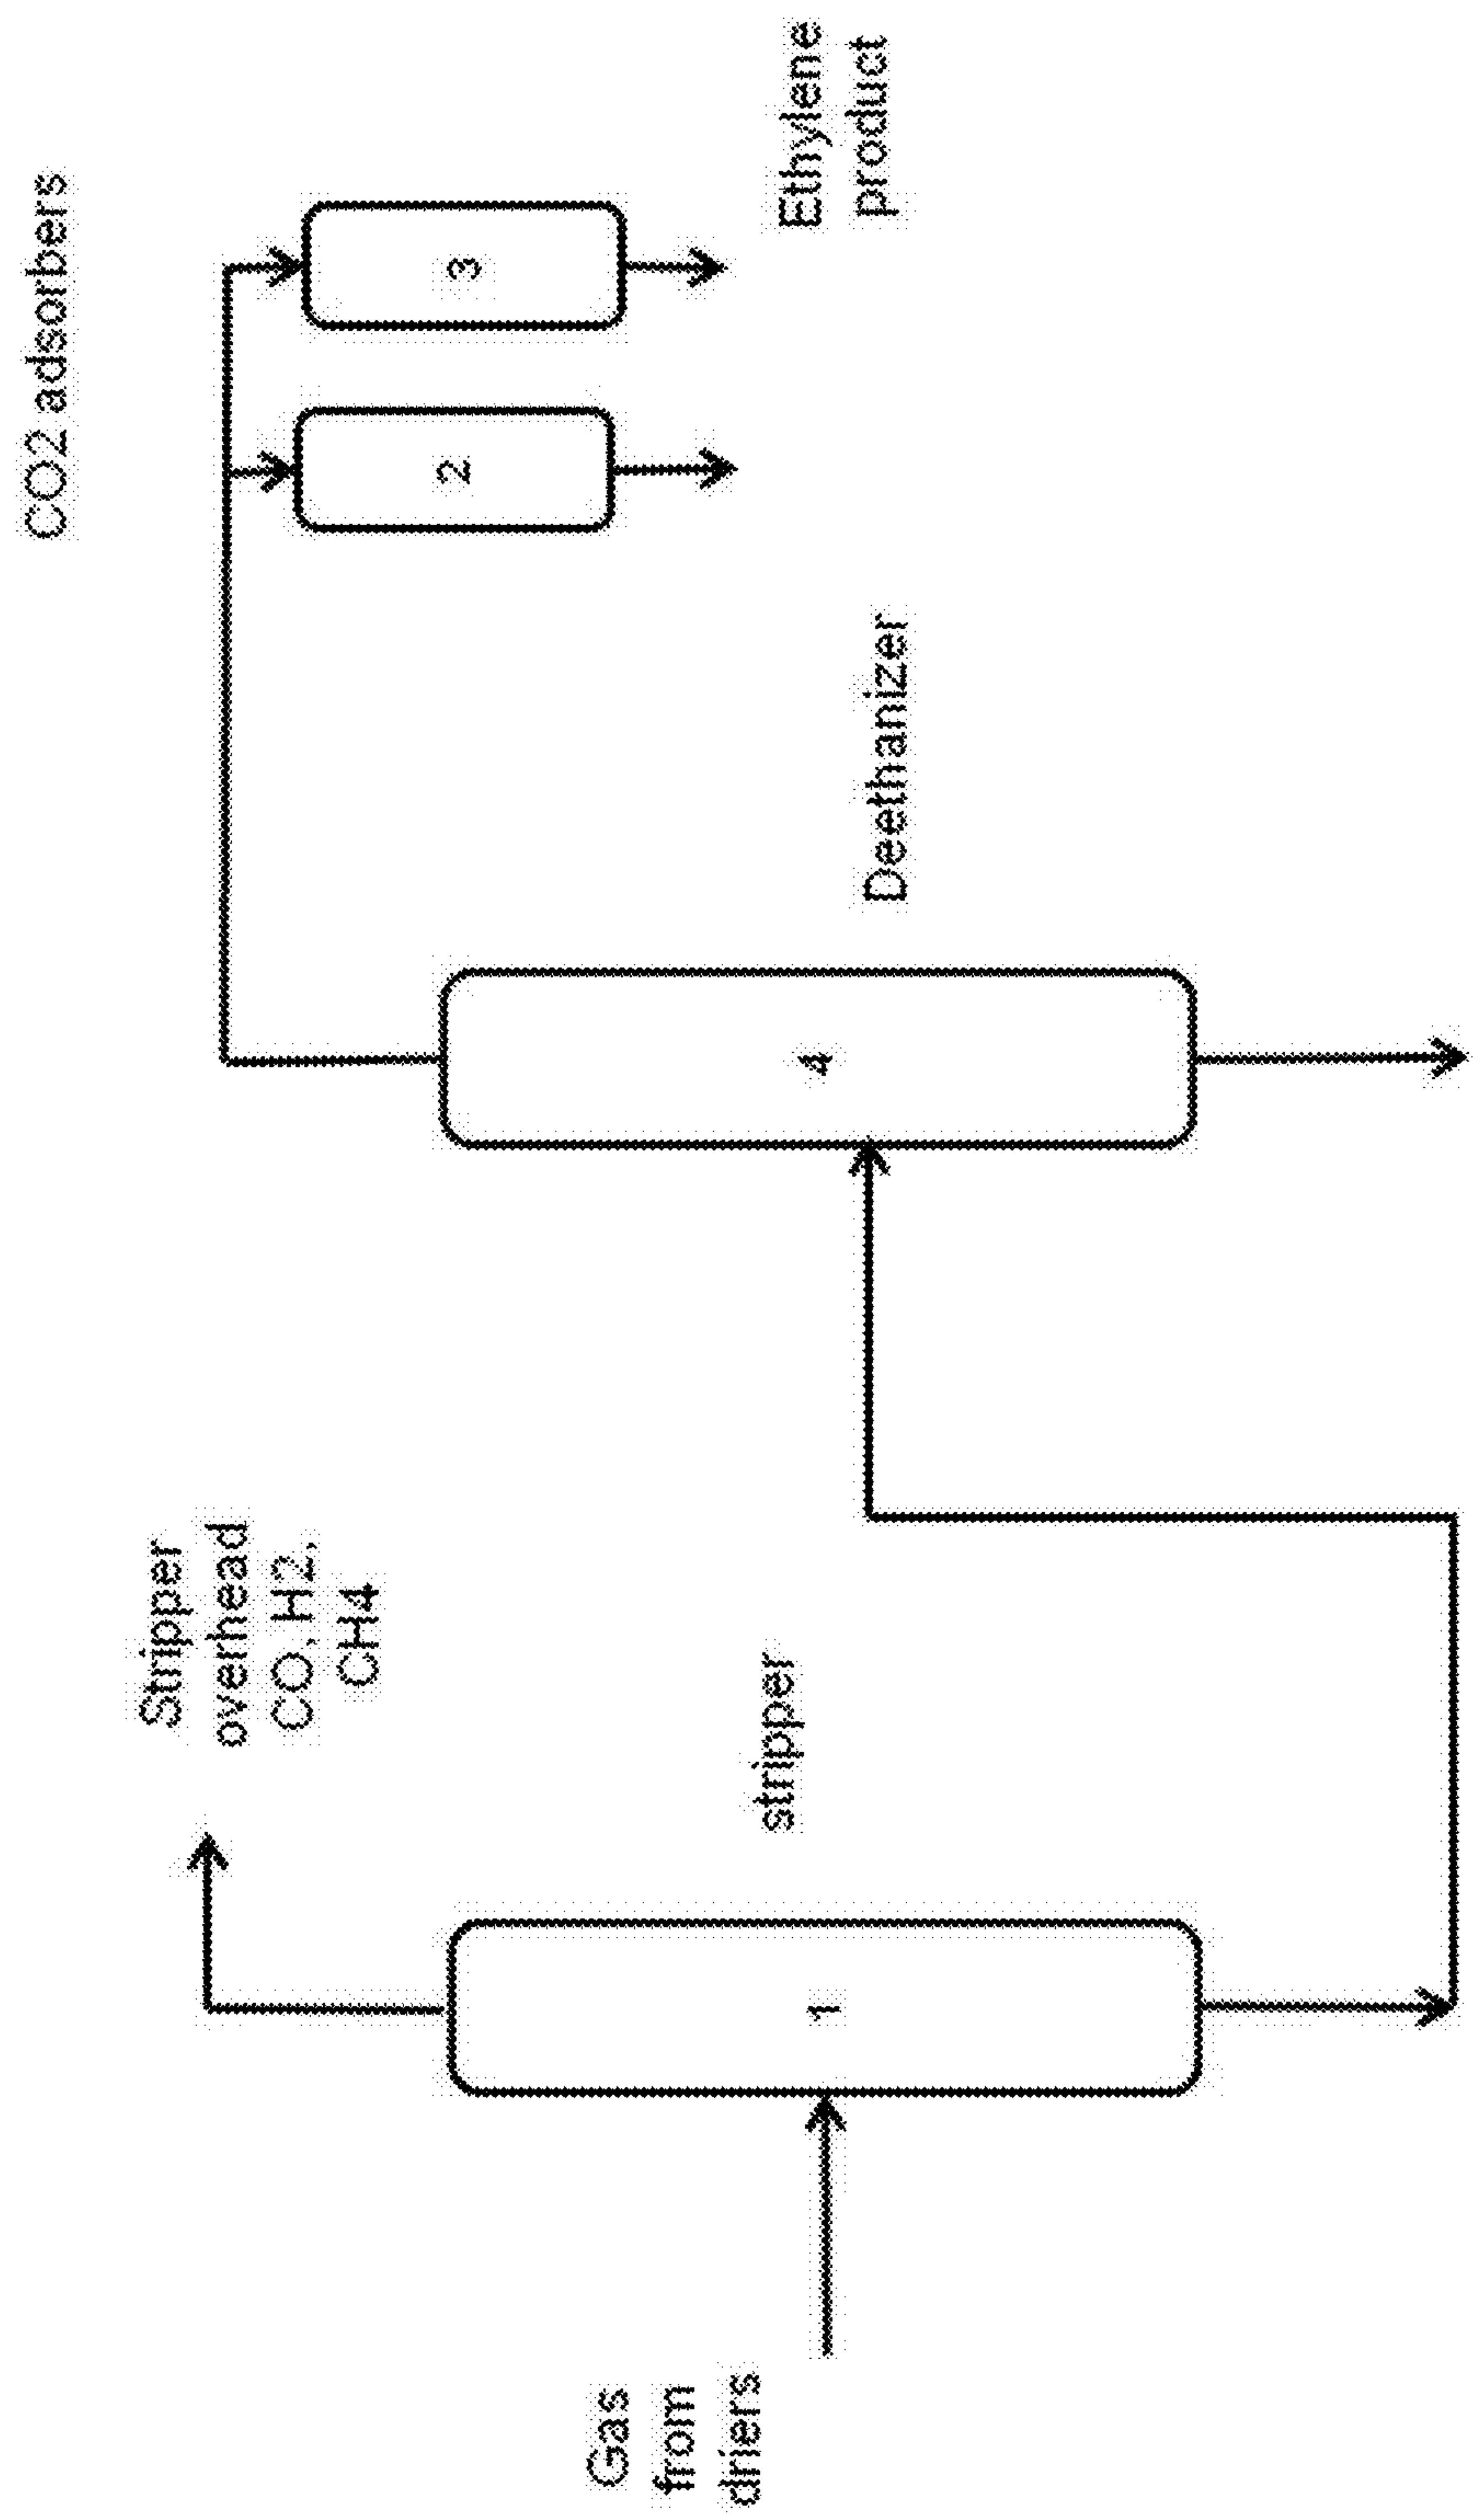 Gas
from
driers
1
Stripper
overhead
CO, H2,
CH4
stripper
4
Deethanizer
CO2 adsorbers
2
3
Ethylene
product